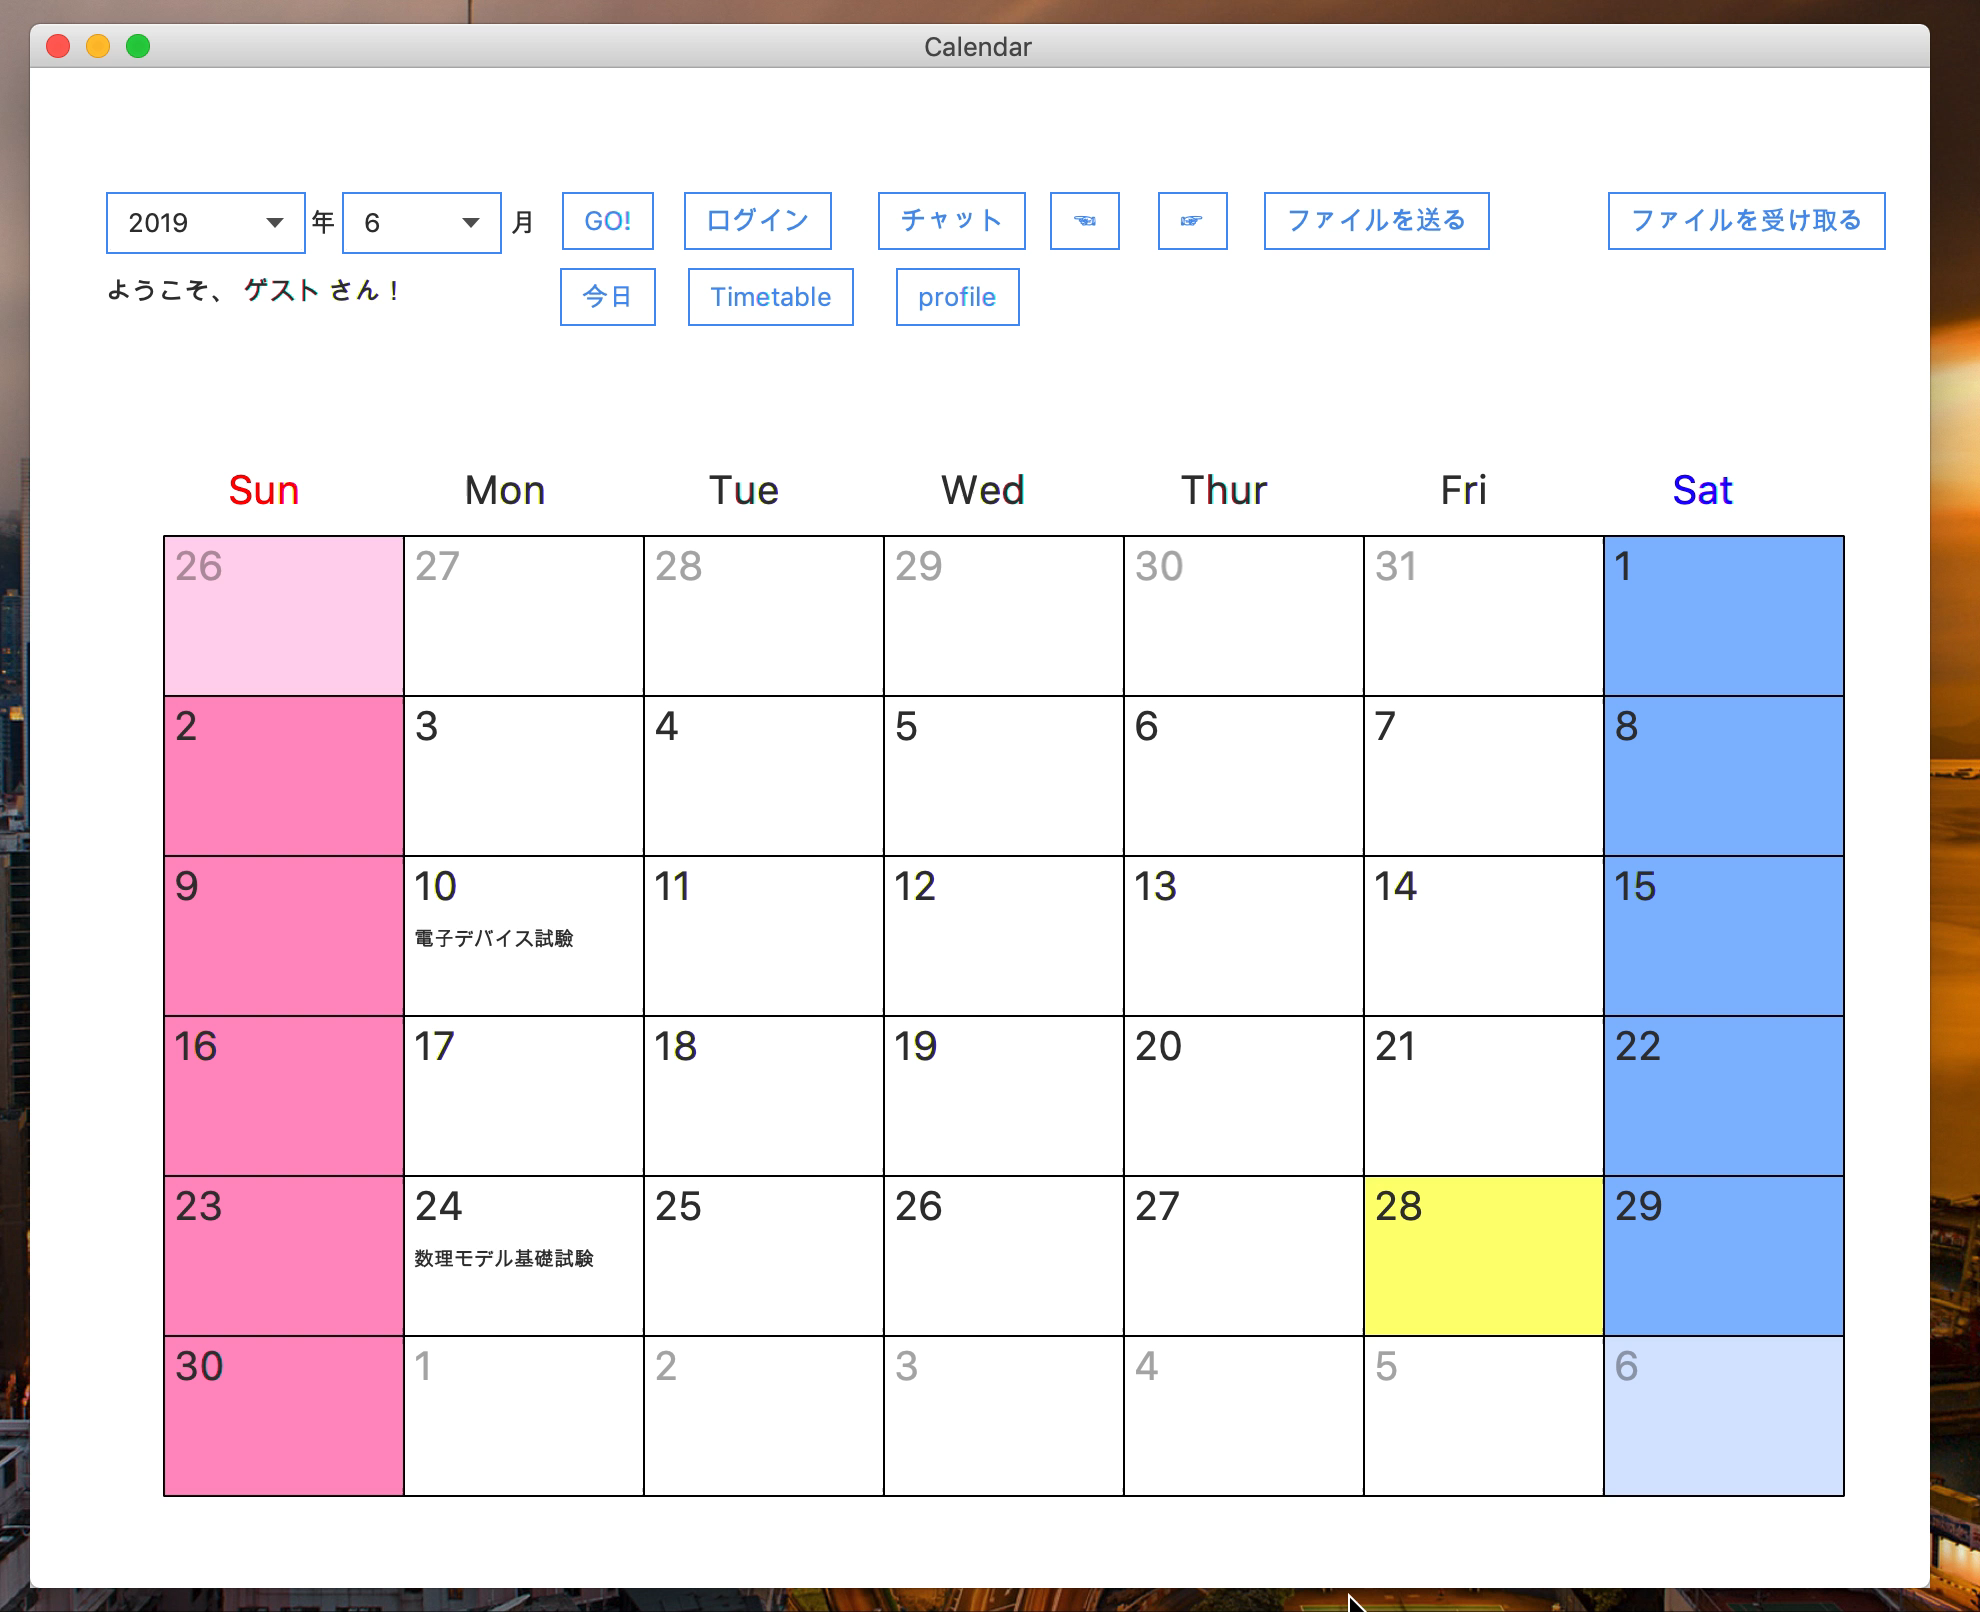 Calendar
2019 年 6 月 GO! ログイン チャット ☜ ☞ ファイルを送る ファイルを受け取る
ようこそ、 ゲスト さん！ 今日 Timetable profile
Sun Mon Tue Wed Thur Fri Sat
26 27 28 29 30 31 1
2 3 4 5 6 7 8
9 10 11 12 13 14 15
電子デバイス試験
16 17 18 19 20 21 22
23 24 25 26 27 28 29
数理モデル基礎試験
30 1 2 3 4 5 6